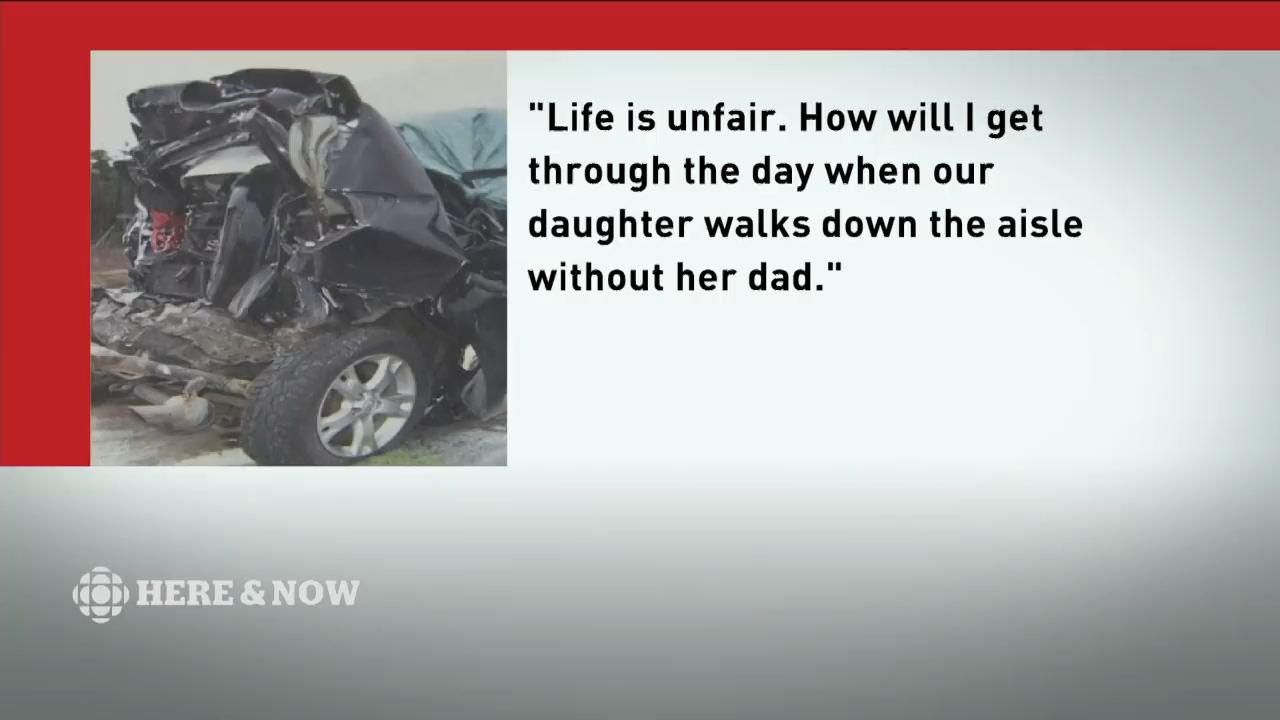 "Life is unfair. How will I get
through the day when our
daughter walks down the aisle
without her dad."
HERE & NOW